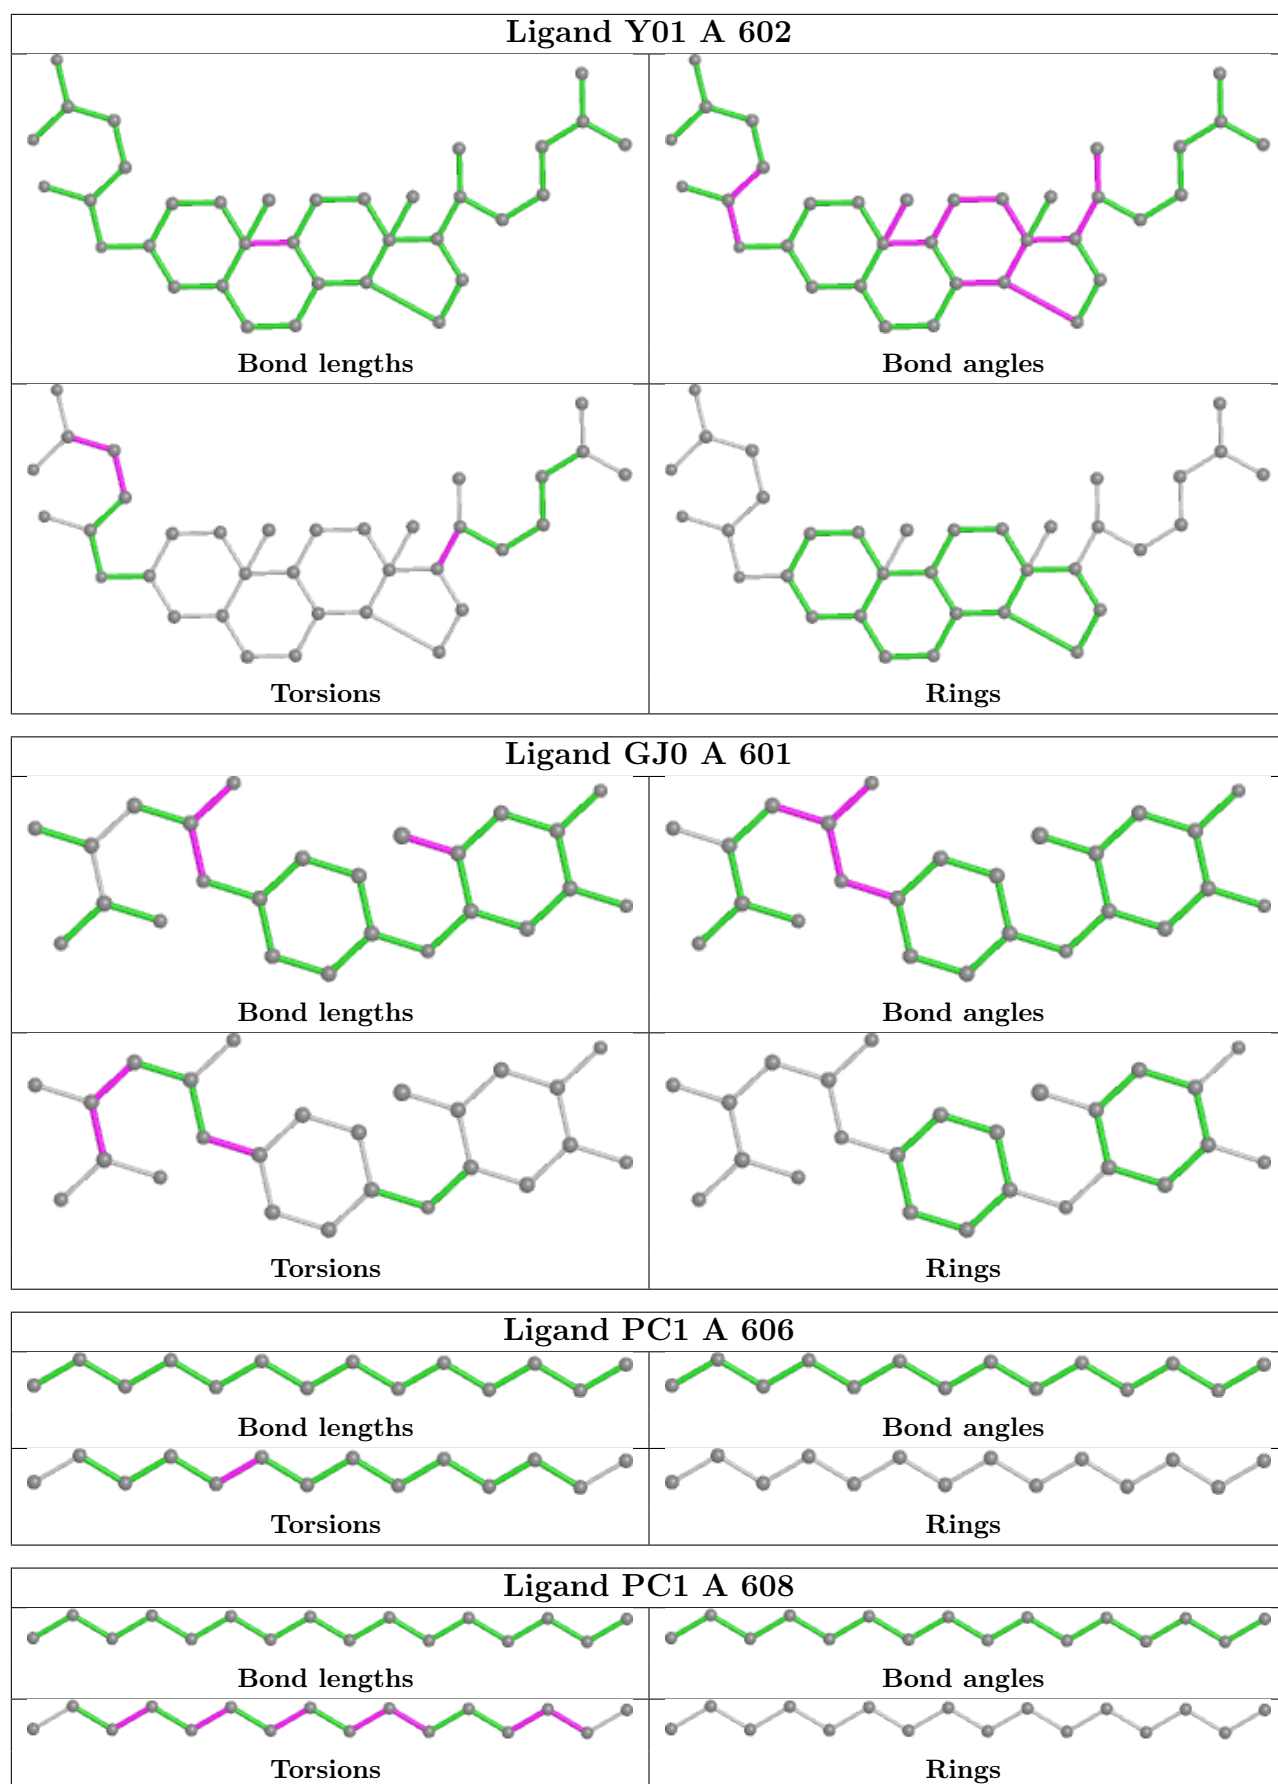 Ligand Y01 A 602
Bond lengths
Bond angles
Torsions
Rings
Ligand GJ0 A 601
Bond lengths
Bond angles
Torsions
Rings
Ligand PC1 A 606
Bond lengths
Bond angles
Torsions
Rings
Ligand PC1 A 608
Bond lengths
Bond angles
Torsions
Rings